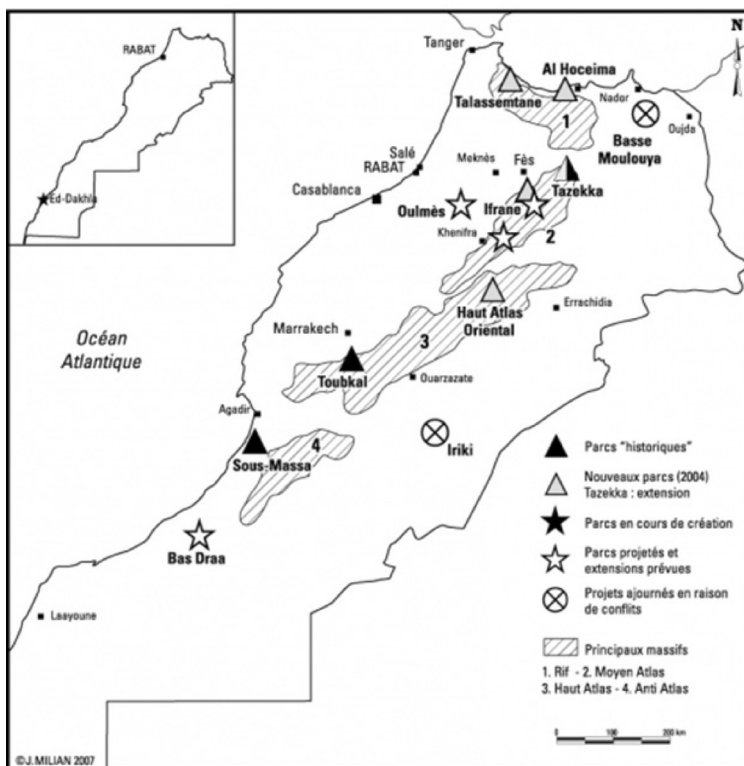 RABAT
Ed-Dakhla
N
Tanger
Al Hoceima
Talassemtane
Nador
Oujda
1
Basse
Moulouya
Salé
RABAT
Meknès
Fès
Tazekka
Casablanca
Oulmès
Ifrane
Khenifra
2
Errachidia
Haut Atlas
Oriental
Océan
Atlantique
Marrakech
3
Toubkal
Ouarzazate
Agadir
Sous-Massa
4
Iriki
Bas Draa
Laayoune
Parcs "historiques"
Nouveaux parcs (2004)
Tazekka : extension
Parcs en cours de création
Parcs projetés et
extensions prévues
Projets ajournés en raison
de conflits
Principaux massifs
1. Rif - 2. Moyen Atlas
3. Haut Atlas - 4. Anti Atlas
0 100 200 km
©J.MILIAN 2007